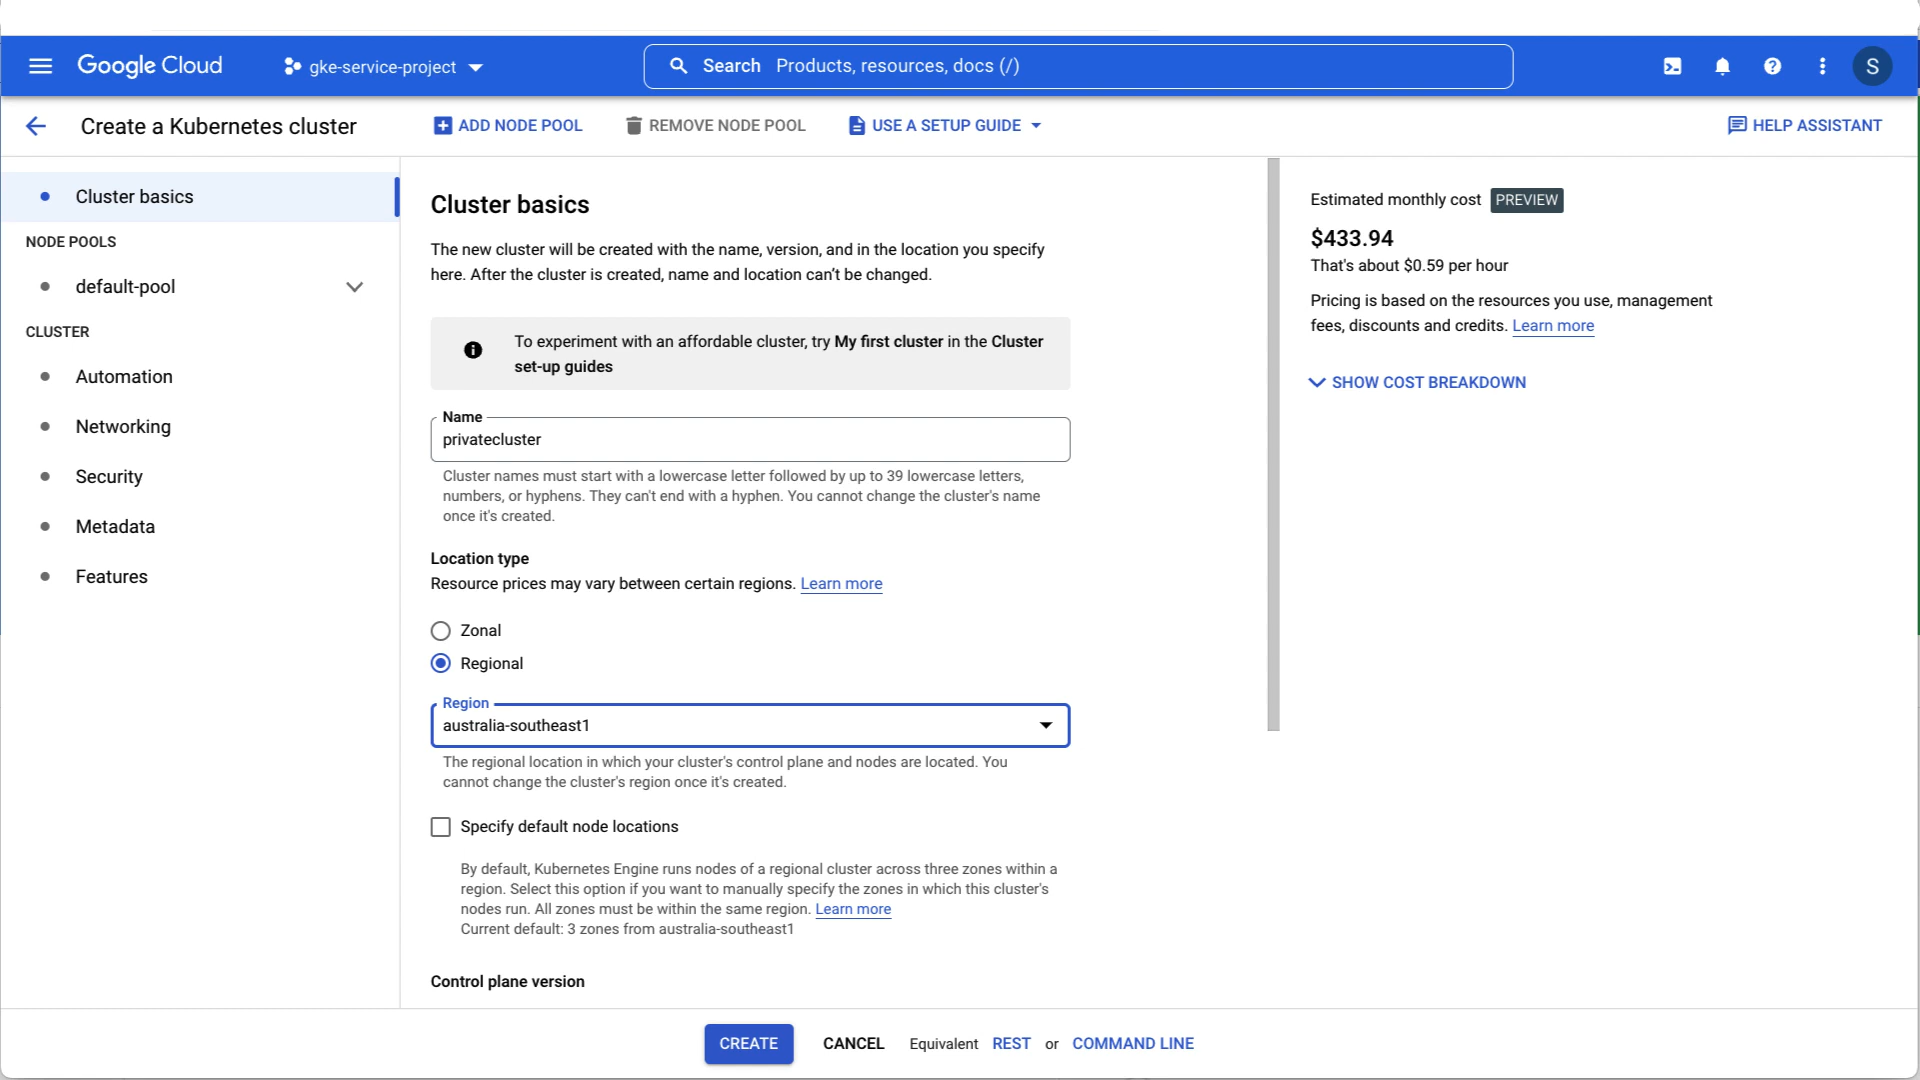 Google Cloud
gke-service-project
Search Products, resources, docs (/)
S
Create a Kubernetes cluster
ADD NODE POOL
REMOVE NODE POOL
USE A SETUP GUIDE
HELP ASSISTANT
Cluster basics
NODE POOLS
default-pool
CLUSTER
Automation
Networking
Security
Metadata
Features
Cluster basics
The new cluster will be created with the name, version, and in the location you specify
here. After the cluster is created, name and location can’t be changed.
To experiment with an affordable cluster, try My first cluster in the Cluster
set-up guides
Name
privatecluster
Cluster names must start with a lowercase letter followed by up to 39 lowercase letters,
numbers, or hyphens. They can't end with a hyphen. You cannot change the cluster's name
once it's created.
Location type
Resource prices may vary between certain regions. Learn more
Zonal
Regional
Region
australia-southeast1
The regional location in which your cluster's control plane and nodes are located. You
cannot change the cluster's region once it's created.
Specify default node locations
By default, Kubernetes Engine runs nodes of a regional cluster across three zones within a
region. Select this option if you want to manually specify the zones in which this cluster's
nodes run. All zones must be within the same region. Learn more
Current default: 3 zones from australia-southeast1
Control plane version
Estimated monthly cost PREVIEW
$433.94
That's about $0.59 per hour
Pricing is based on the resources you use, management
fees, discounts and credits. Learn more
SHOW COST BREAKDOWN
CREATE
CANCEL
Equivalent REST or COMMAND LINE